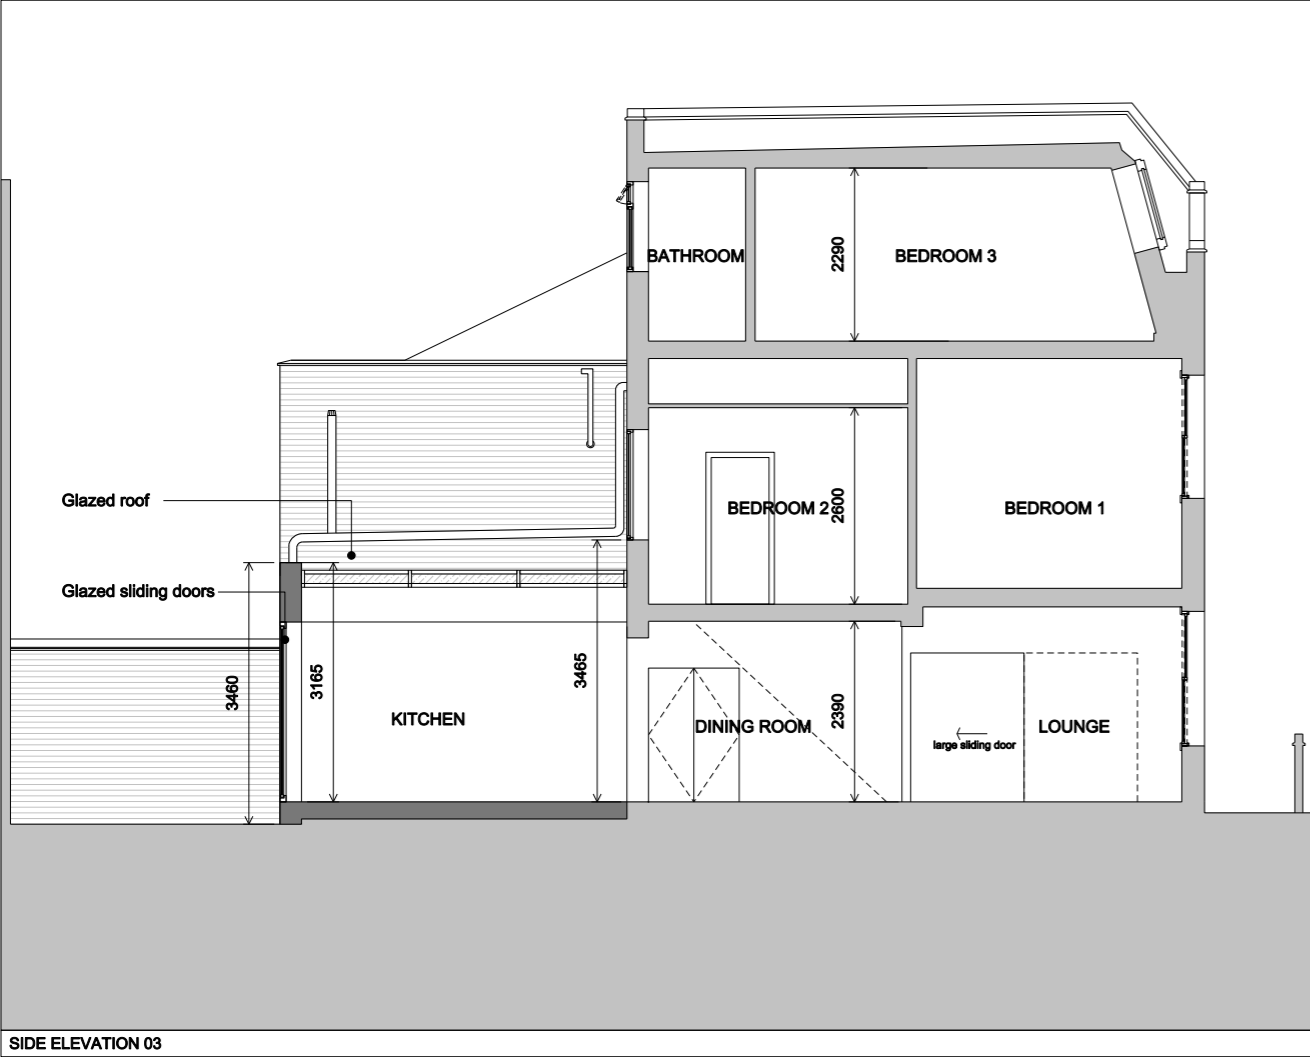 BATHROOM
2290
BEDROOM 3
Glazed roof
BEDROOM 2
2600
BEDROOM 1
Glazed sliding doors
3460
3165
3465
KITCHEN
DINING ROOM
2390
LOUNGE
large sliding door
SIDE ELEVATION 03